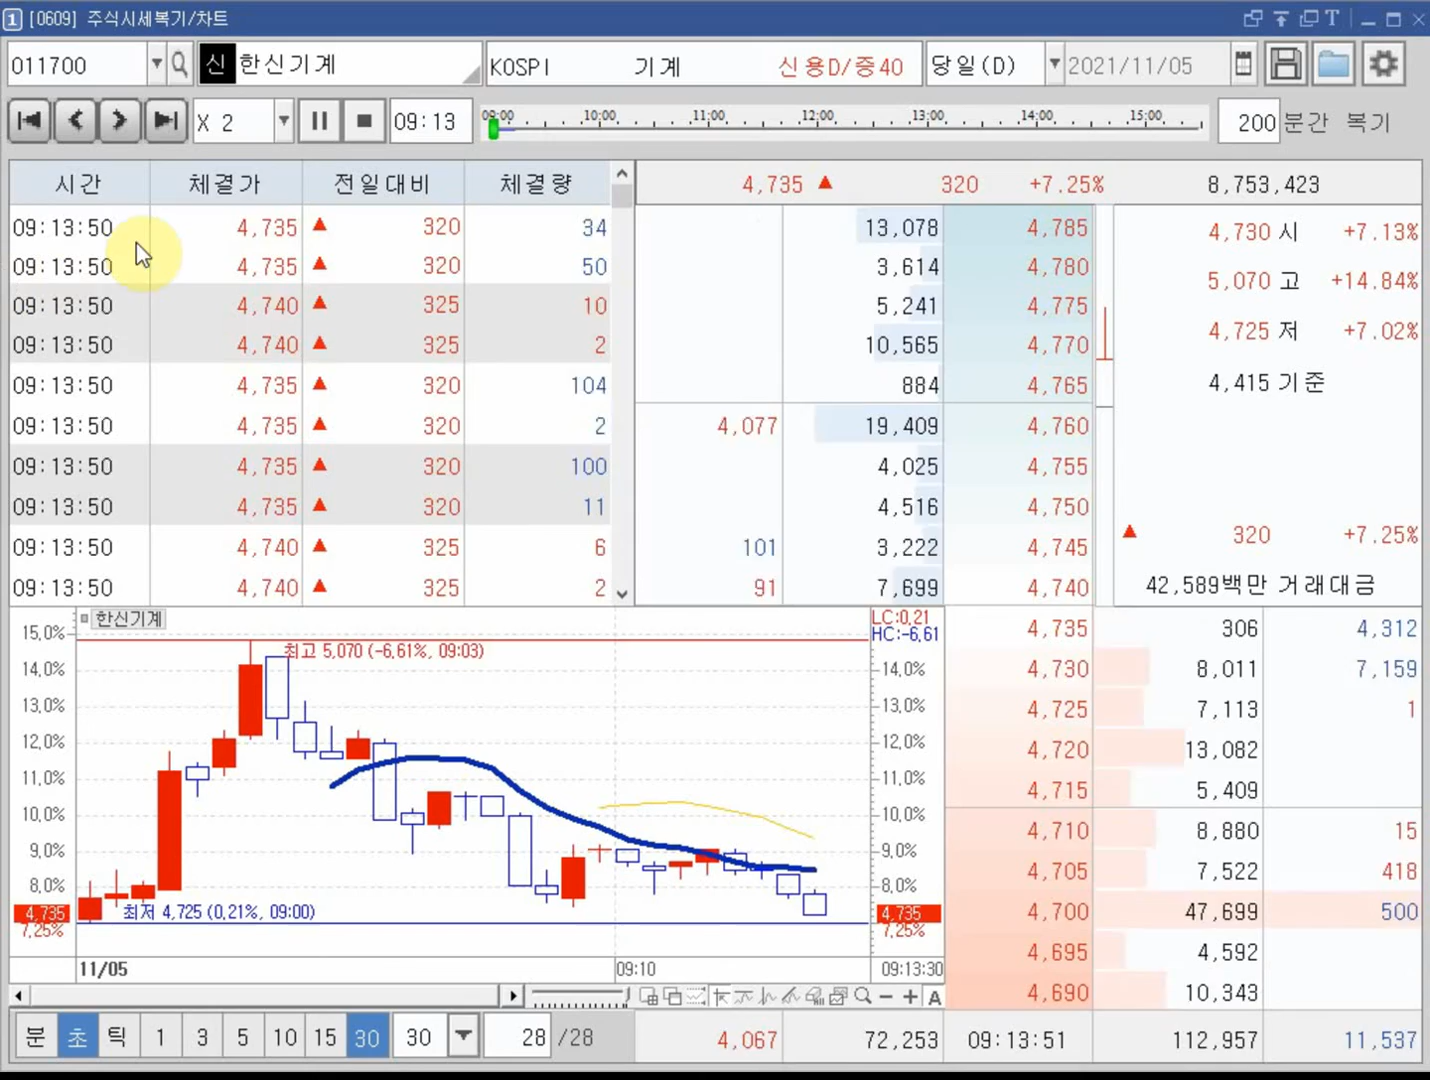 1 [0609] 주식시세복기/차트 T
011700 신 한신기계 KOSPI 기계 신용D/증40 당일(D) 2021/11/05
X 2 09:13 09:00 10:00 11:00 12:00 13:00 14:00 15:00 200 분간 복기
시간 체결가 전일대비 체결량 4,735 ▲ 320 +7.25% 8,753,423
09:13:50 4,735 ▲ 320 34 13,078 4,785 4,730 시 +7.13%
09:13:50 4,735 ▲ 320 50 3,614 4,780 5,070 고 +14.84%
09:13:50 4,740 ▲ 325 10 5,241 4,775
09:13:50 4,740 ▲ 325 2 10,565 4,770 4,725 저 +7.02%
09:13:50 4,735 ▲ 320 104 884 4,765 4,415 기준
09:13:50 4,735 ▲ 320 2 4,077 19,409 4,760
09:13:50 4,735 ▲ 320 100 4,025 4,755
09:13:50 4,735 ▲ 320 11 4,516 4,750
09:13:50 4,740 ▲ 325 6 101 3,222 4,745 ▲ 320 +7.25%
09:13:50 4,740 ▲ 325 2 91 7,699 4,740 42,589백만 거래대금
한신기계 LC:0,21
HC:-6,61
15,0%
최고 5,070 (-6,61%, 09:03)
14,0% 14,0%
13,0% 13,0%
12,0% 12,0%
11,0% 11,0%
10,0% 10,0%
9,0% 9,0%
8,0% 8,0%
4,735 최저 4,725 (0,21%, 09:00) 4,735
7,25% 7,25%
11/05 09:10 09:13:30
4,735 306 4,312
4,730 8,011 7,159
4,725 7,113 1
4,720 13,082
4,715 5,409
4,710 8,880 15
4,705 7,522 418
4,700 47,699 500
4,695 4,592
4,690 10,343
A
분 초 틱 1 3 5 10 15 30 30 28 /28 4,067 72,253 09:13:51 112,957 11,537